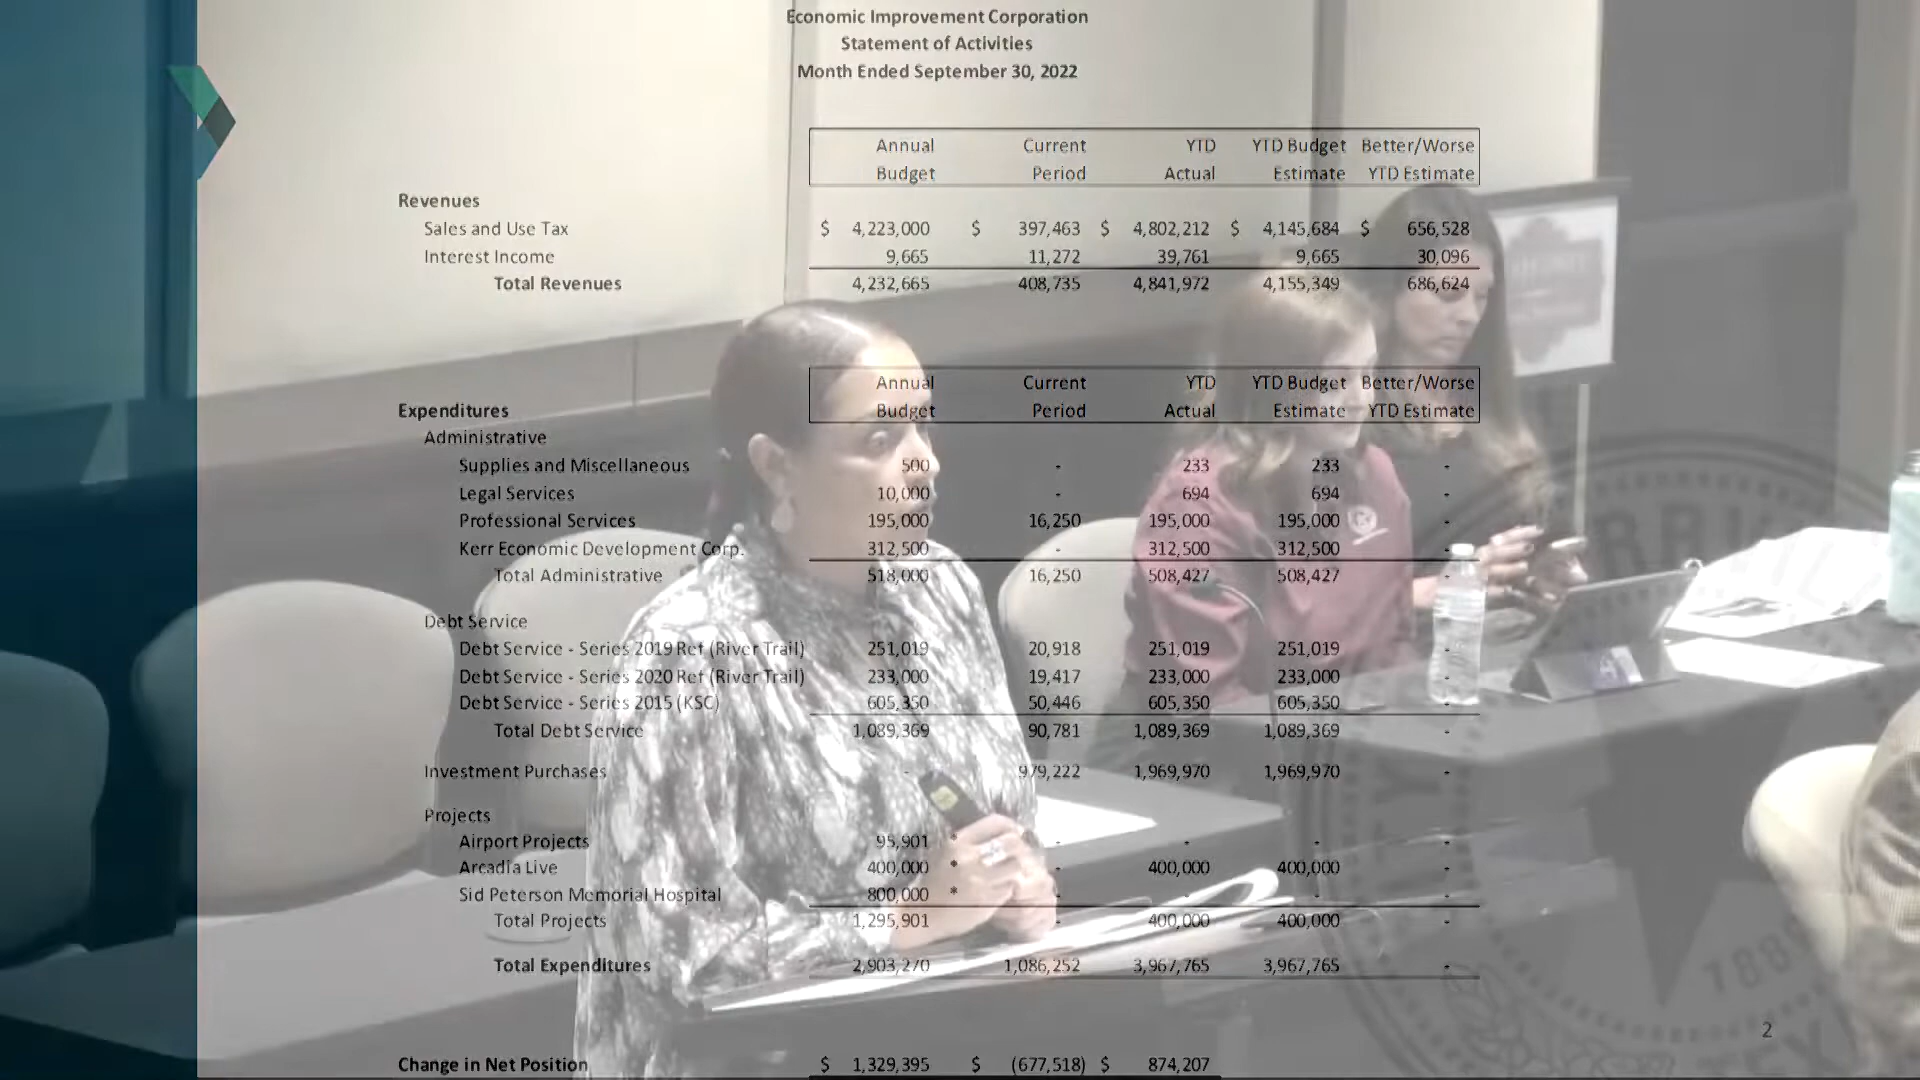 Economic Improvement Corporation
Statement of Activities
Month Ended September 30, 2022
Annual Budget Current Period YTD Actual YTD Budget Estimate Better/Worse YTD Estimate
Revenues
Sales and Use Tax $ 4,223,000 $ 397,463 $ 4,802,212 $ 4,145,684 $ 656,528
Interest Income 9,665 11,272 39,761 9,665 30,096
Total Revenues 4,232,665 408,735 4,841,972 4,155,349 686,624
Annual Current YTD YTD Budget Better/Worse
Expenditures Budget Period Actual Estimate YTD Estimate
Administrative
Supplies and Miscellaneous 500 - 233 233 -
Legal Services 10,000 - 694 694 -
Professional Services 195,000 16,250 195,000 195,000 -
Kerr Economic Development Corp. 312,500 - 312,500 312,500 -
Total Administrative 518,000 16,250 508,427 508,427 -
Debt Service
Debt Service - Series 2019 Ref (River Trail) 251,019 20,918 251,019 251,019 -
Debt Service - Series 2020 Ref (River Trail) 233,000 19,417 233,000 233,000 -
Debt Service - Series 2015 (KSC) 605,350 50,446 605,350 605,350 -
Total Debt Service 1,089,369 90,781 1,089,369 1,089,369 -
Investment Purchases - 979,222 1,969,970 1,969,970 -
Projects
Airport Projects 95,901 * - - - -
Arcadia Live 400,000 * - 400,000 400,000 -
Sid Peterson Memorial Hospital 800,000 * - - - -
Total Projects 1,295,901 - 400,000 400,000 -
Total Expenditures 2,903,270 1,086,252 3,967,765 3,967,765 -
1889
2
Change in Net Position $ 1,329,395 $ (677,518) $ 874,207